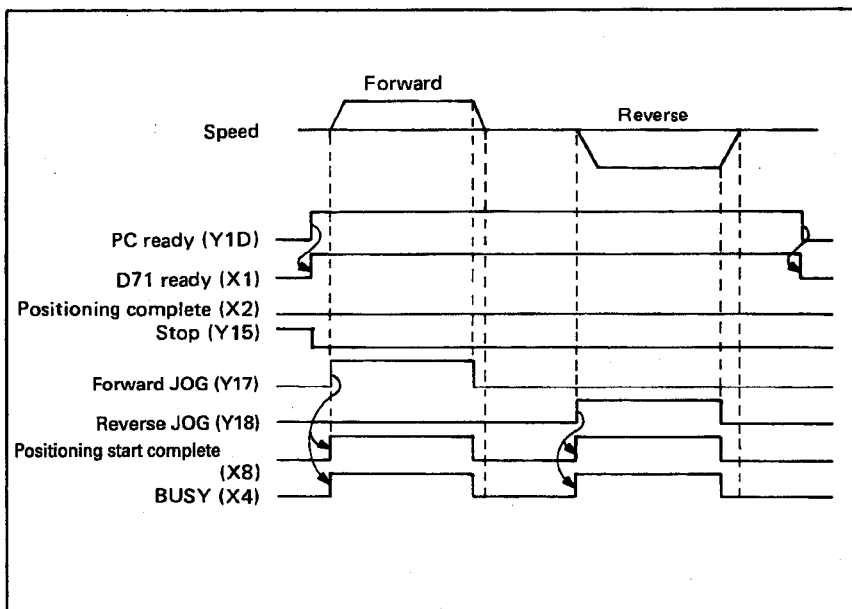 Forward
Reverse
Speed
PC ready (Y1D)
D71 ready (X1)
Positioning complete (X2)
Stop (Y15)
Forward JOG (Y17)
Reverse JOG (Y18)
Positioning start complete
(X8)
BUSY (X4)